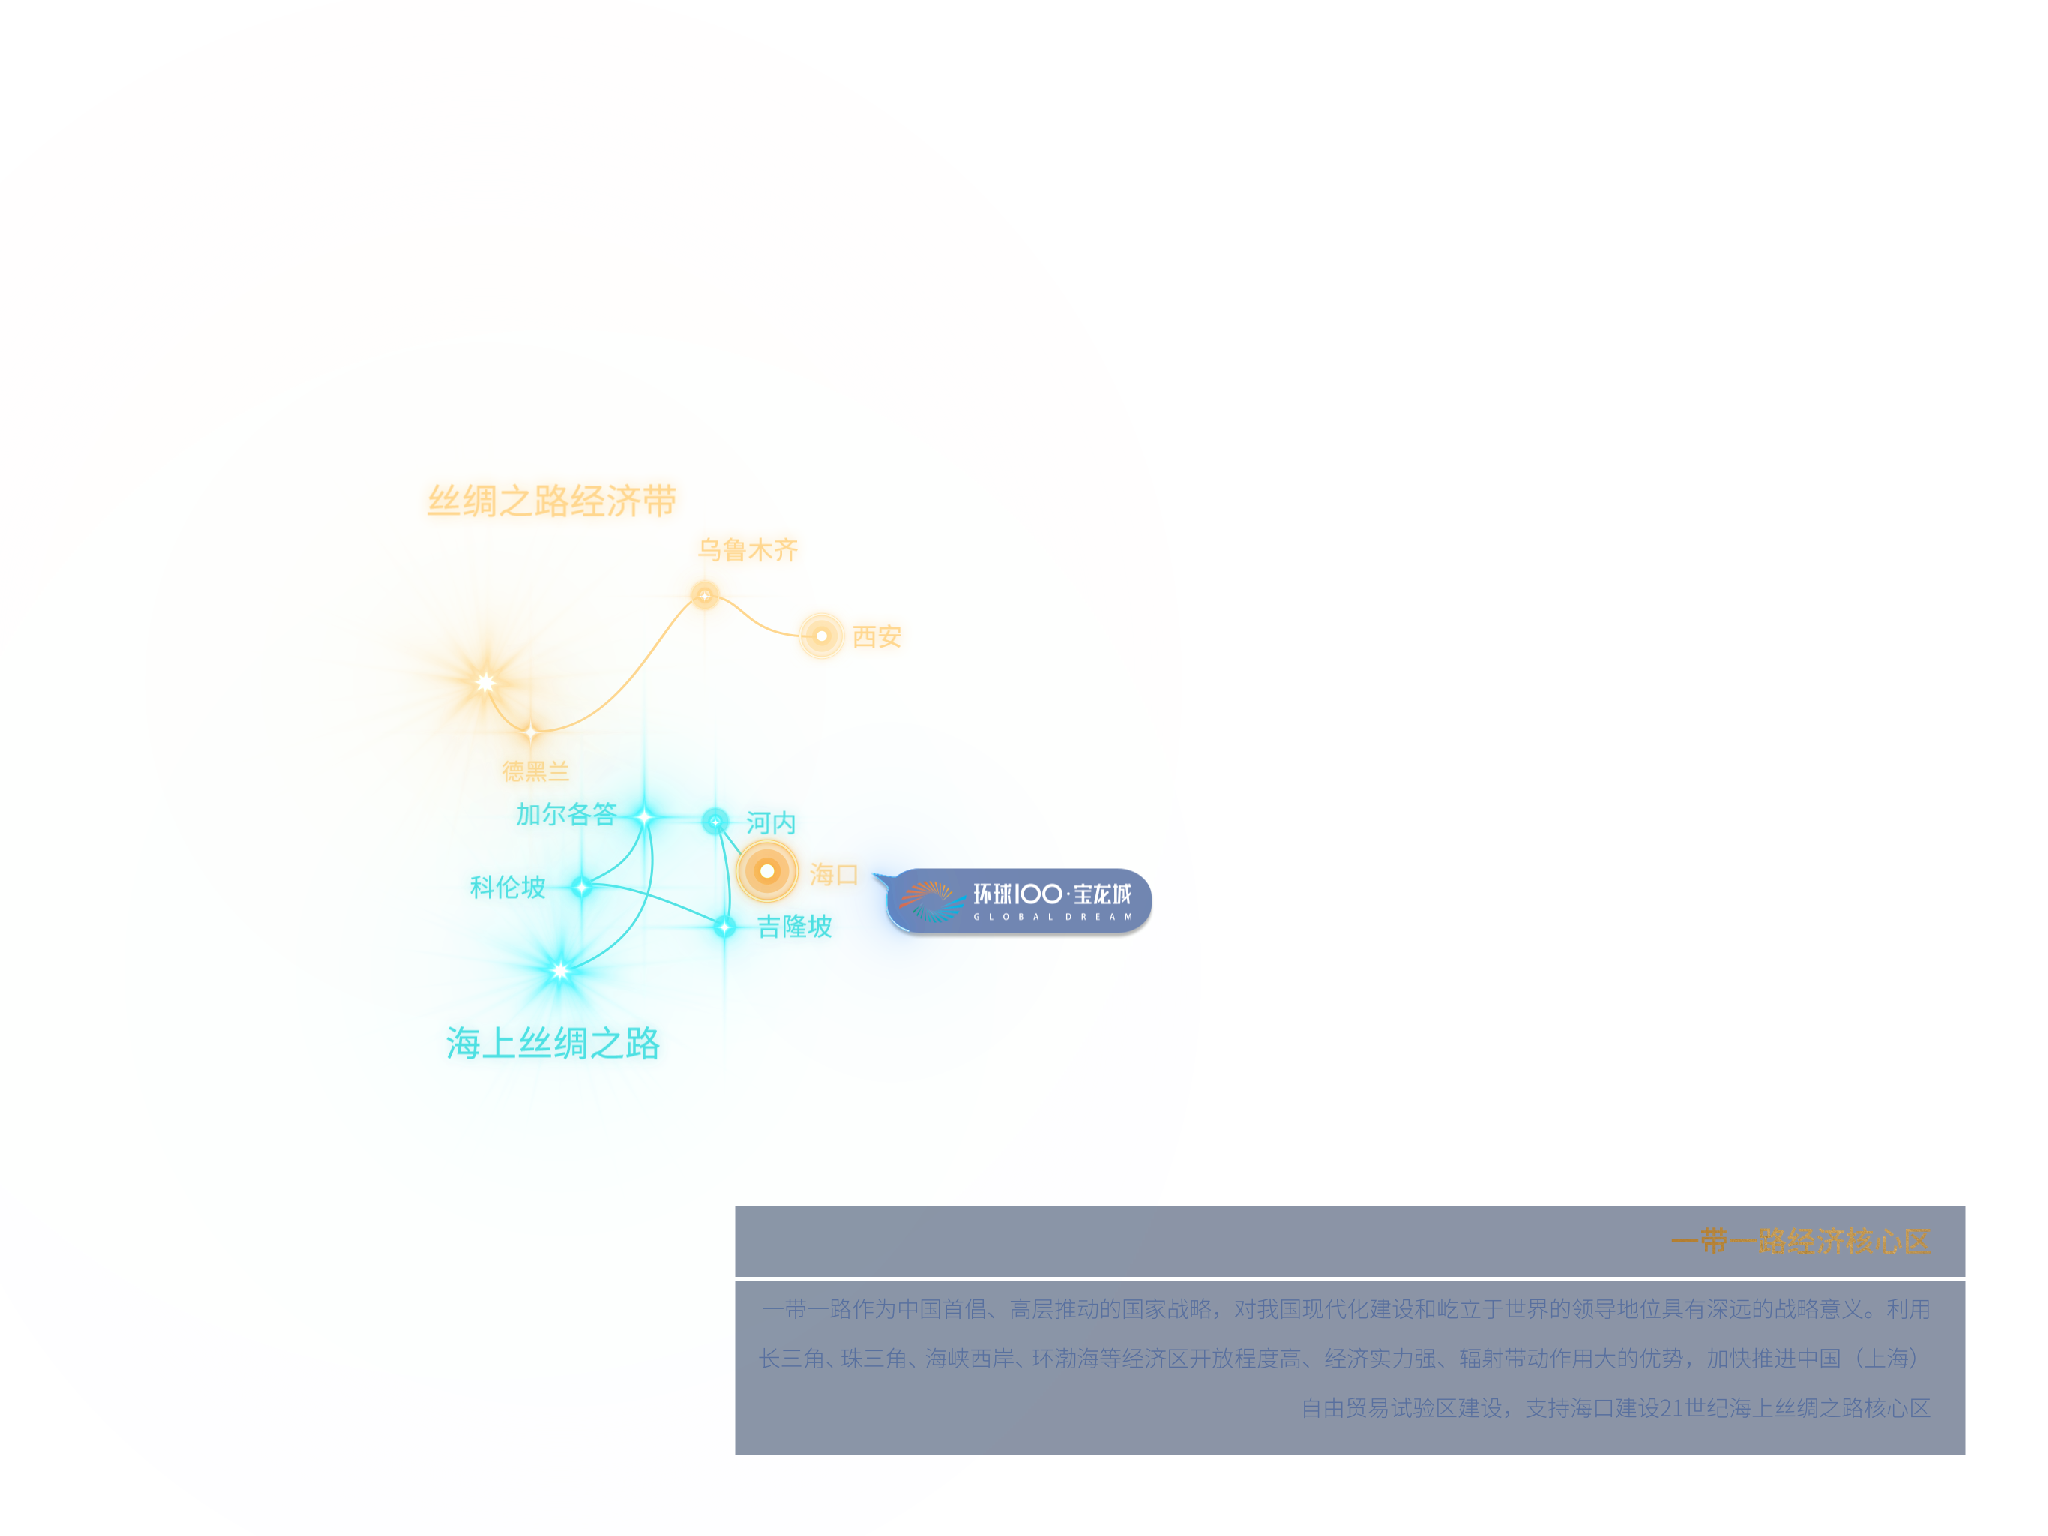 丝绸之路经济带
乌鲁木齐
西安
德黑兰
加尔各答
河内
海口
科伦坡
吉隆坡
环球100·宝龙城
GLOBAL DREAM
海上丝绸之路
一带一路经济核心区
一带一路作为中国首倡、高层推动的国家战略，对我国现代化建设和屹立于世界的领导地位具有深远的战略意义。利用
长三角、珠三角、海峡西岸、环渤海等经济区开放程度高、经济实力强、辐射带动作用大的优势，加快推进中国（上海）
自由贸易试验区建设，支持海口建设21世纪海上丝绸之路核心区